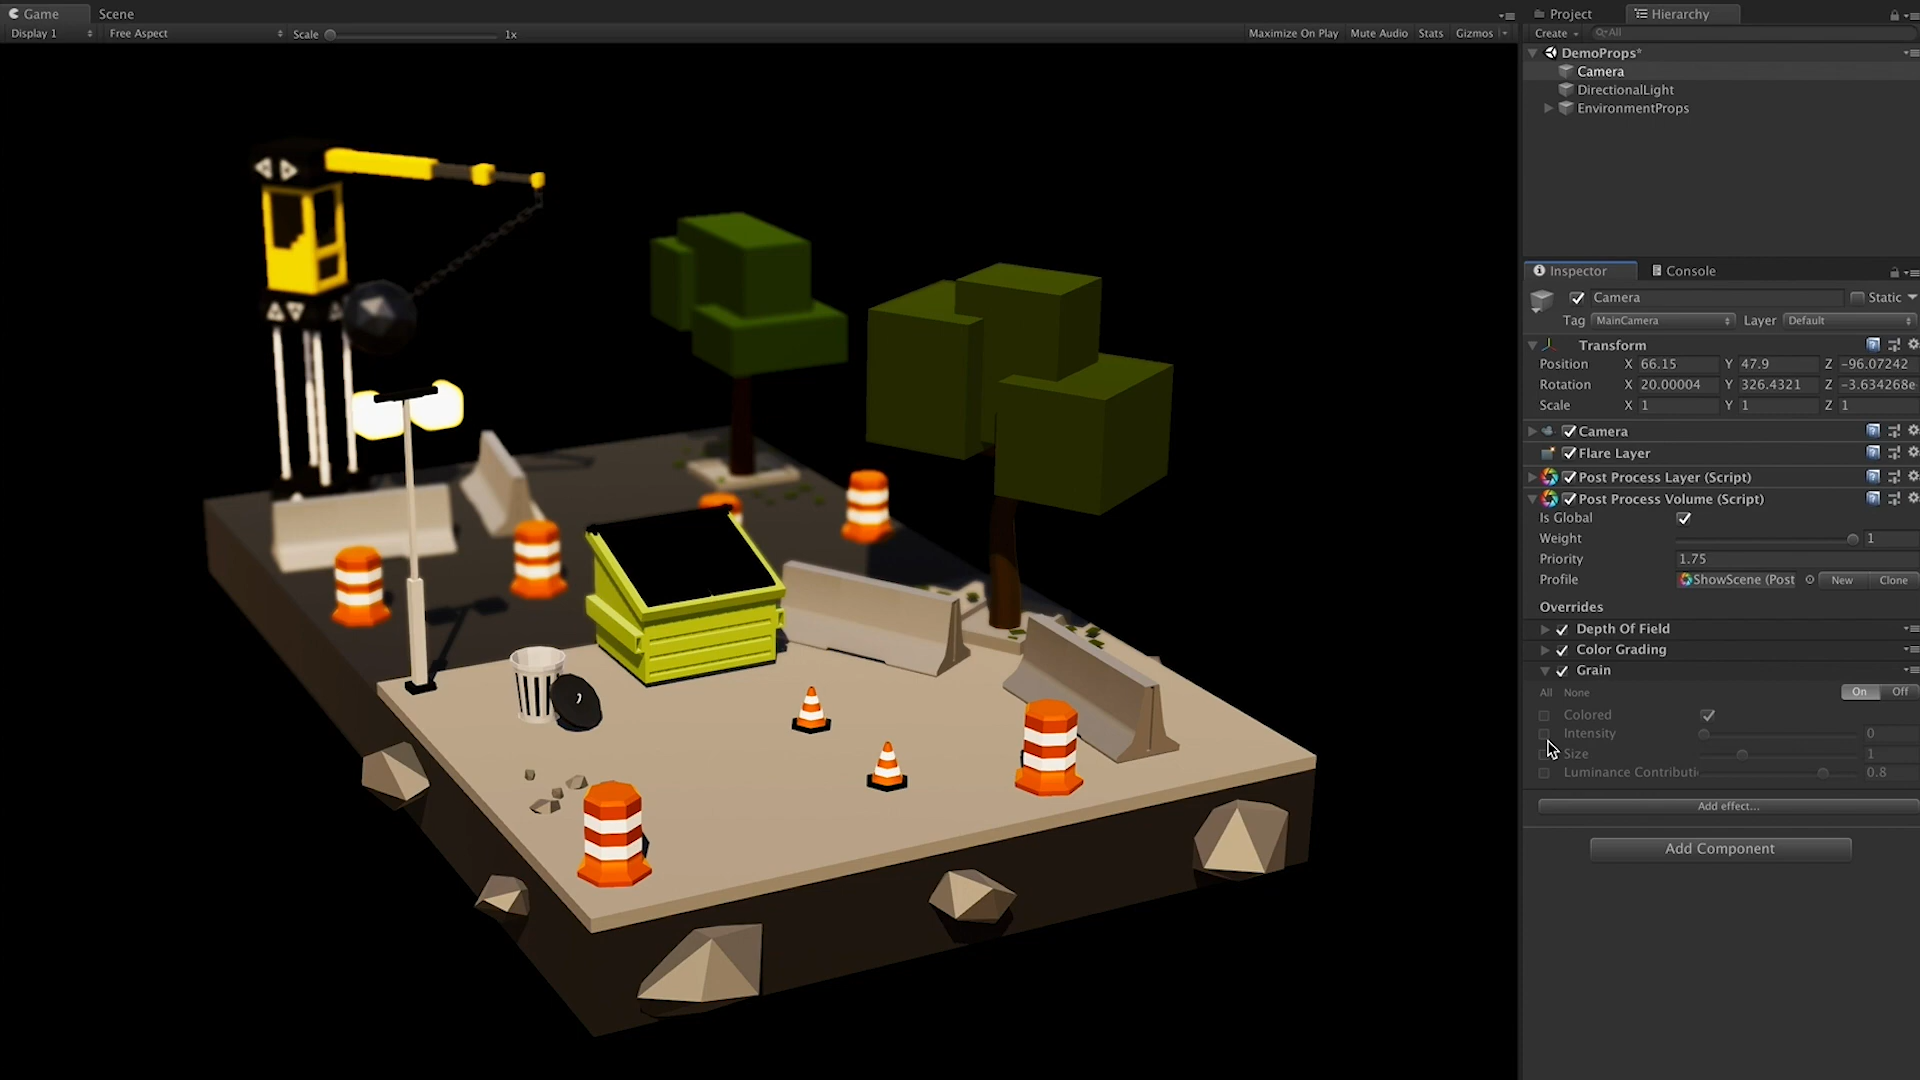 Game Scene
Display 1 Free Aspect Scale 1x Maximize On Play Mute Audio Stats Gizmos
Project Hierarchy
Create All
DemoProps*
Camera
DirectionalLight
EnvironmentProps
Inspector Console
Camera Static
Tag MainCamera Layer Default
Transform
Position X 66.15 Y 47.9 Z -96.07242
Rotation X 20.00004 Y 326.4321 Z -3.634268e
Scale X 1 Y 1 Z 1
Camera
Flare Layer
Post Process Layer (Script)
Post Process Volume (Script)
Is Global
Weight 1
Priority 1.75
Profile ShowScene (Post New Clone
Overrides
Depth Of Field
Color Grading
Grain
All None On Off
Colored
Intensity 0
Size 1
Luminance Contributi 0.8
Add effect...
Add Component